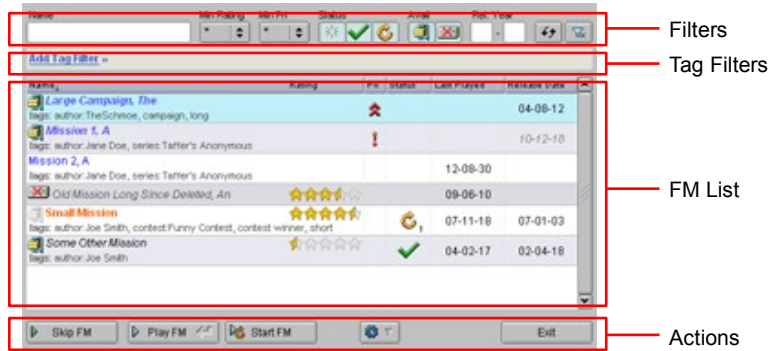 Name Min Rating Min Pri Status Avail Rel. Year
* * -
Filters
Add Tag Filter »
Tag Filters
Name Rating Pri Status Last Played Release Date
Large Campaign, The 04-08-12
tags: author:TheSchmoe, campaign, long
Mission 1, A 10-12-18
tags: author:Jane Doe, series:Taffer's Anonymous
Mission 2, A 12-08-30
tags: author:Jane Doe, series:Taffer's Anonymous
FM List
Old Mission Long Since Deleted, An 09-06-10
Small Mission 1 07-11-18 07-01-03
tags: author:Joe Smith, contest:Funny Contest, contest winner, short
Some Other Mission 04-02-17 02-04-18
tags: author:Joe Smith
Skip FM Play FM Start FM Exit
Actions